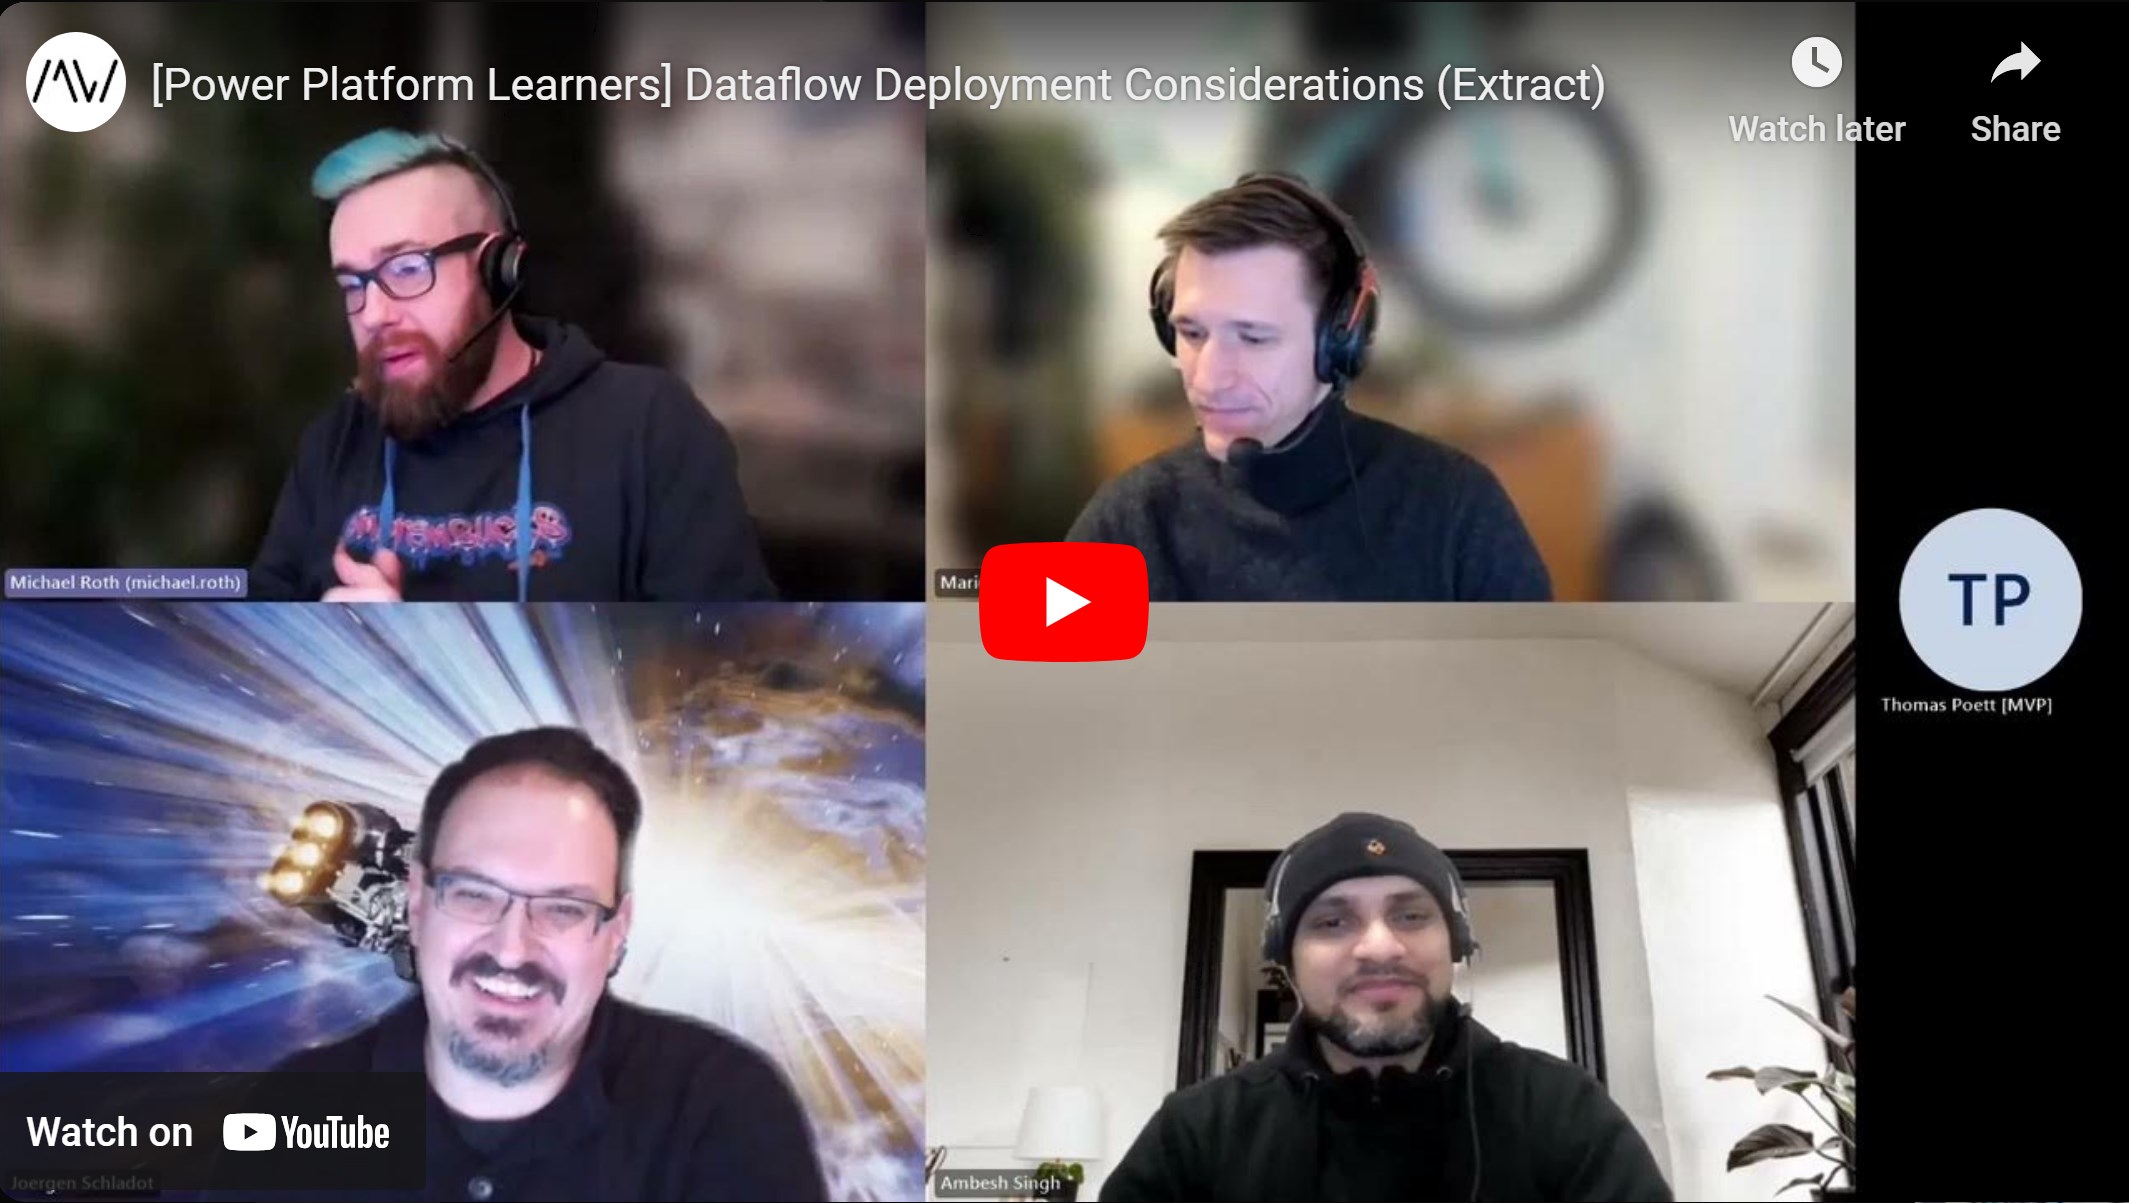 [Power Platform Learners] Dataflow Deployment Considerations (Extract)
Watch later
Share
Michael Roth (michael.roth)
TP
Thomas Poett [MVP]
Watch on YouTube
Joergen Schladot
Ambesh Singh